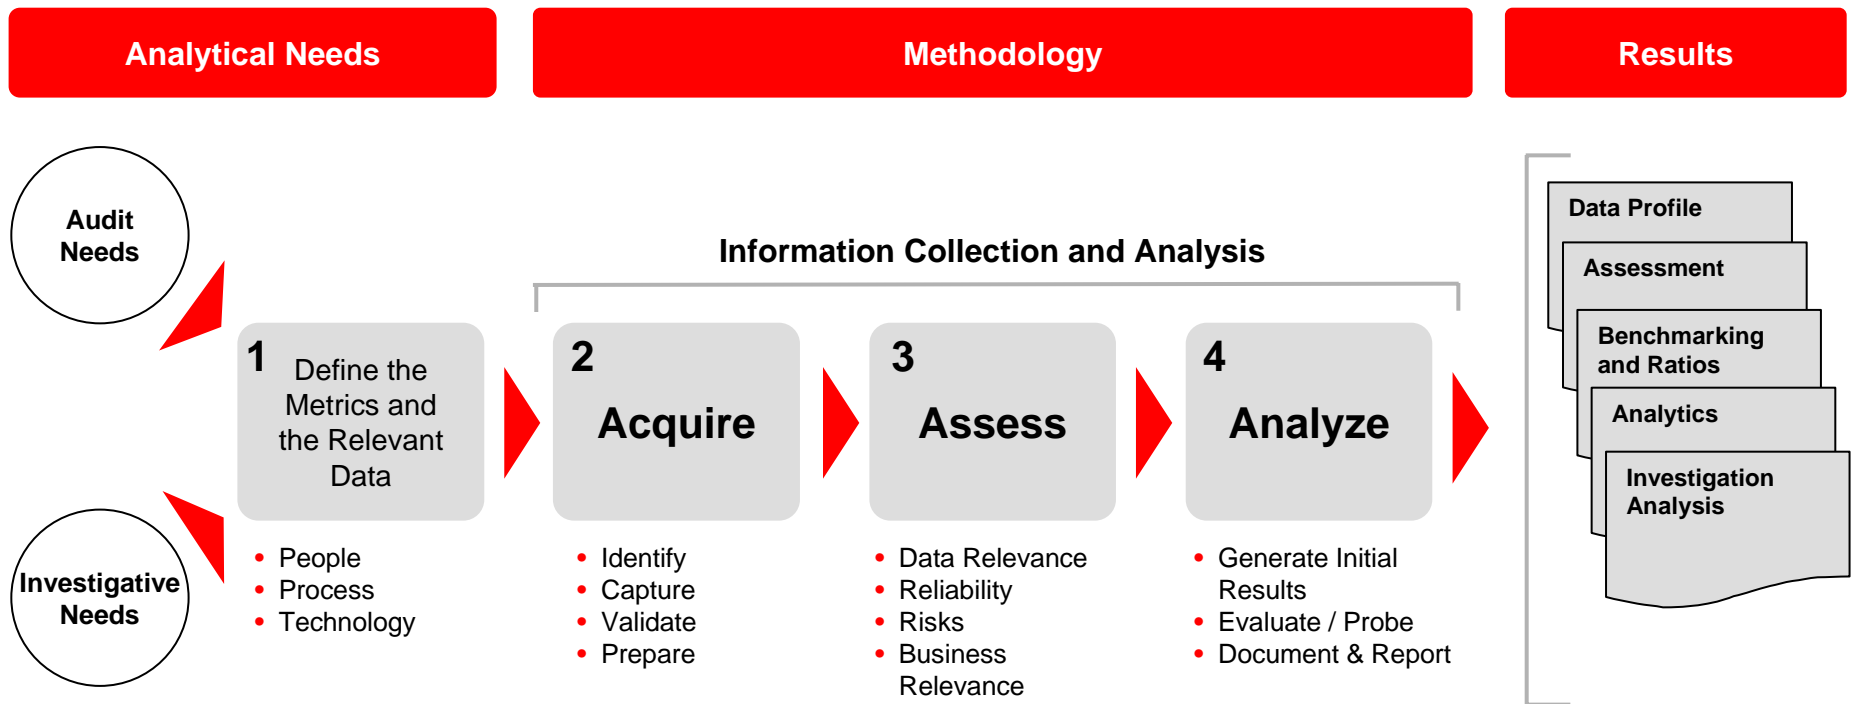 Analytical Needs
Methodology
Results
Audit
Needs
Investigative
Needs
1
Define the
Metrics and
the Relevant
Data
• People
• Process
• Technology
Information Collection and Analysis
2
Acquire
• Identify
• Capture
• Validate
• Prepare
3
Assess
• Data Relevance
• Reliability
• Risks
• Business
Relevance
4
Analyze
• Generate Initial
Results
• Evaluate / Probe
• Document & Report
Data Profile
Assessment
Benchmarking
and Ratios
Analytics
Investigation
Analysis